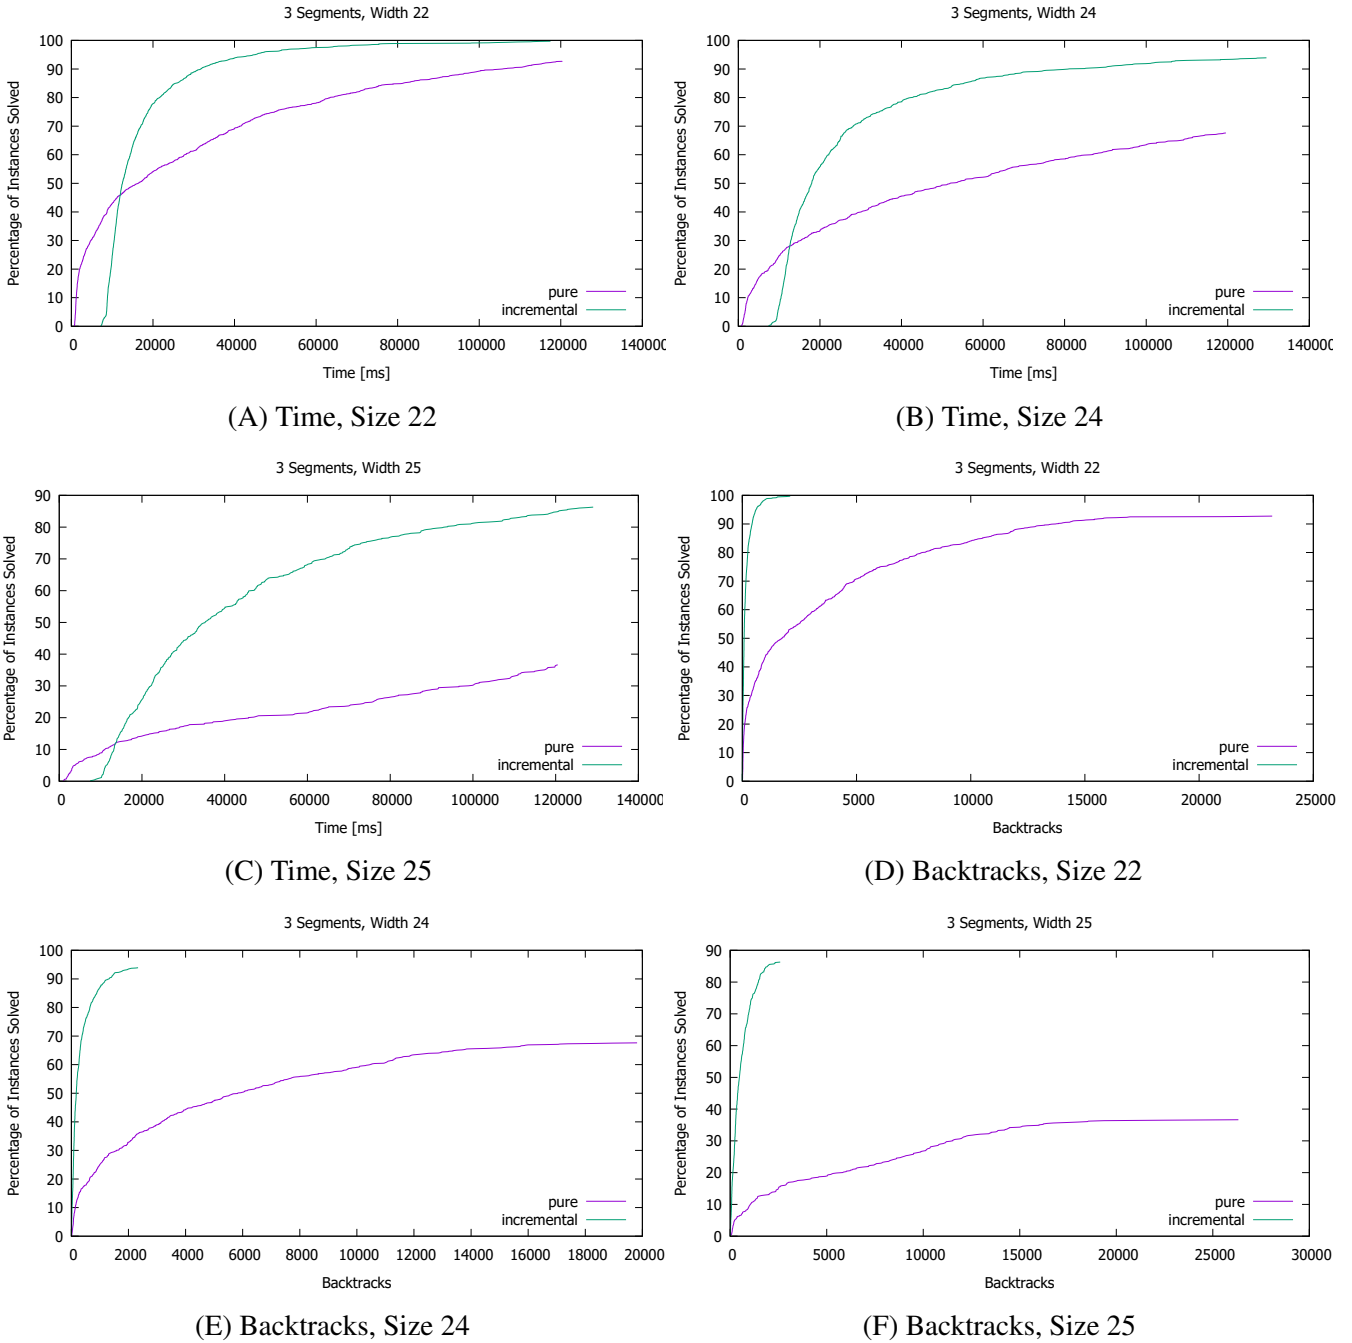 3 Segments, Width 22
Percentage of Instances Solved
100
90
80
70
60
50
40
30
20
10
0
pure
incremental
0 20000 40000 60000 80000 100000 120000 14000
Time [ms]
(A) Time, Size 22
3 Segments, Width 24
Percentage of Instances Solved
100
90
80
70
60
50
40
30
20
10
0
pure
incremental
0 20000 40000 60000 80000 100000 120000 14000
Time [ms]
(B) Time, Size 24
3 Segments, Width 25
Percentage of Instances Solved
90
80
70
60
50
40
30
20
10
0
pure
incremental
0 20000 40000 60000 80000 100000 120000 14000
Time [ms]
(C) Time, Size 25
3 Segments, Width 22
Percentage of Instances Solved
100
90
80
70
60
50
40
30
20
10
0
pure
incremental
0 5000 10000 15000 20000 25000
Backtracks
(D) Backtracks, Size 22
3 Segments, Width 24
Percentage of Instances Solved
100
90
80
70
60
50
40
30
20
10
0
pure
incremental
0 2000 4000 6000 8000 10000 12000 14000 16000 18000 20000
Backtracks
(E) Backtracks, Size 24
3 Segments, Width 25
Percentage of Instances Solved
90
80
70
60
50
40
30
20
10
0
pure
incremental
0 5000 10000 15000 20000 25000 30000
Backtracks
(F) Backtracks, Size 25